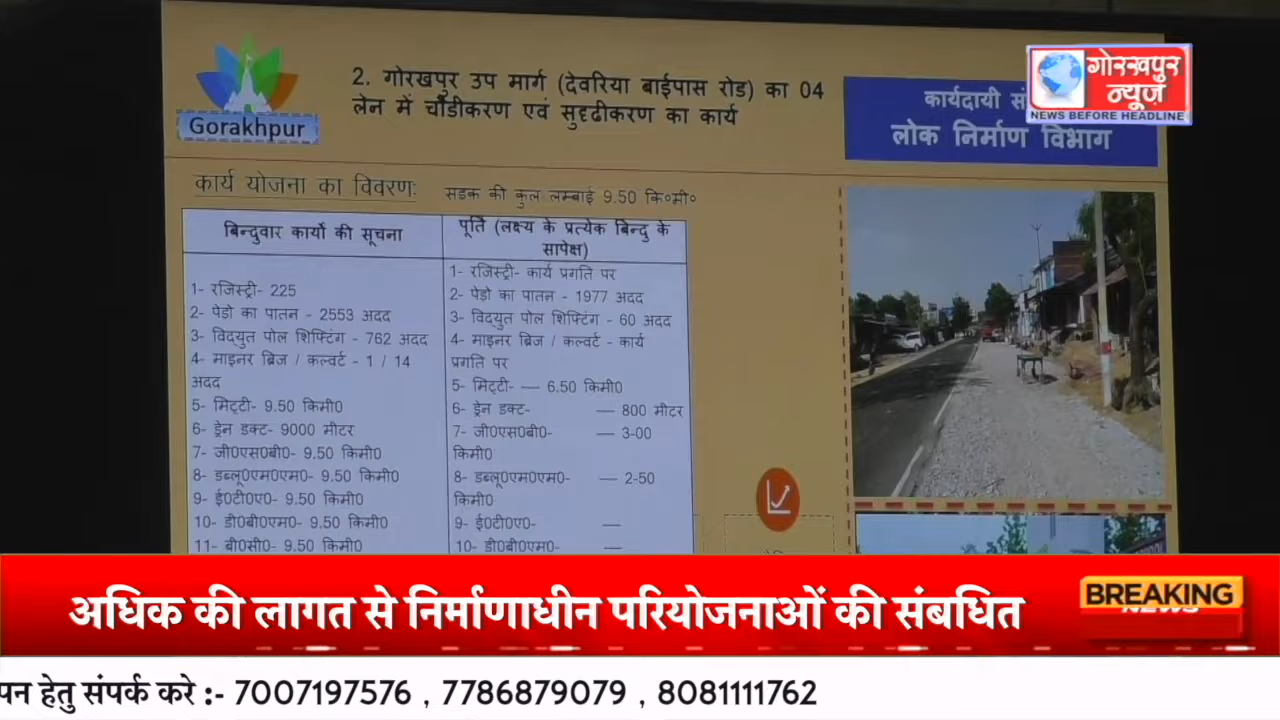 Gorakhpur
2. गोरखपुर उप मार्ग (देवरिया बाईपास रोड) का 04
लेन में चौडीकरण एवं सुदृढीकरण का कार्य
कार्यदायी
लोक निर्माण विभाग
गोरखपुर
न्यूज़
NEWS BEFORE HEADLINE
कार्य योजना का विवरणः
सडक की कुल लम्बाई 9.50 कि०मी०
बिन्दुवार कार्यो की सूचना
1- रजिस्ट्री- 225
2- पेडो का पातन - 2553 अदद
3- विद्युत पोल शिफ्टिंग - 762 अदद
4- माइनर ब्रिज / कल्वर्ट - 1 / 14
अदद
5- मिट्टी- 9.50 किमी0
6- ड्रेन डक्ट- 9000 मीटर
7- जी0एस0बी0- 9.50 किमी0
8- डब्लू0एम0एम0- 9.50 किमी0
9- ई0टी0ए0- 9.50 किमी0
10- डी0बी0एम0- 9.50 किमी0
11- बी0सी0- 9.50 किमी0
पूर्ति (लक्ष्य के प्रत्येक बिन्दु के
सापेक्ष)
1- रजिस्ट्री- कार्य प्रगति पर
2- पेडो का पातन - 1977 अदद
3- विद्युत पोल शिफ्टिंग - 60 अदद
4- माइनर ब्रिज / कल्वर्ट - कार्य
प्रगति पर
5- मिट्टी- — 6.50 किमी0
6- ड्रेन डक्ट- — 800 मीटर
7- जी0एस0बी0- — 3-00
किमी0
8- डब्लू0एम0एम0- — 2-50
किमी0
9- ई0टी0ए0- —
10- डी0बी0एम0- —
अधिक की लागत से निर्माणाधीन परियोजनाओं की संबधित
BREAKING
NEWS
पन हेतु संपर्क करे :- 7007197576 , 7786879079 , 8081111762